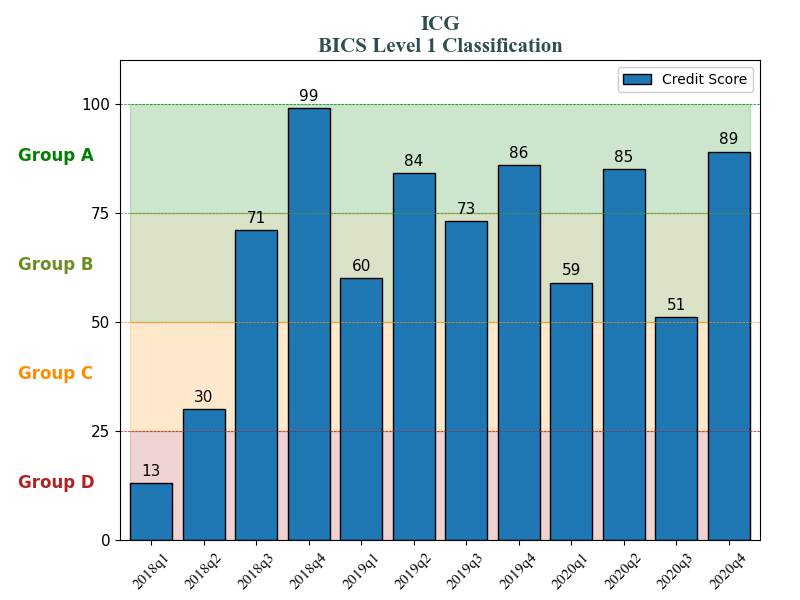 ICG
BICS Level 1 Classification
Credit Score
100
75
50
25
0
Group A
Group B
Group C
Group D
13
30
71
99
60
84
73
86
59
85
51
89
2018q1
2018q2
2018q3
2018q4
2019q1
2019q2
2019q3
2019q4
2020q1
2020q2
2020q3
2020q4